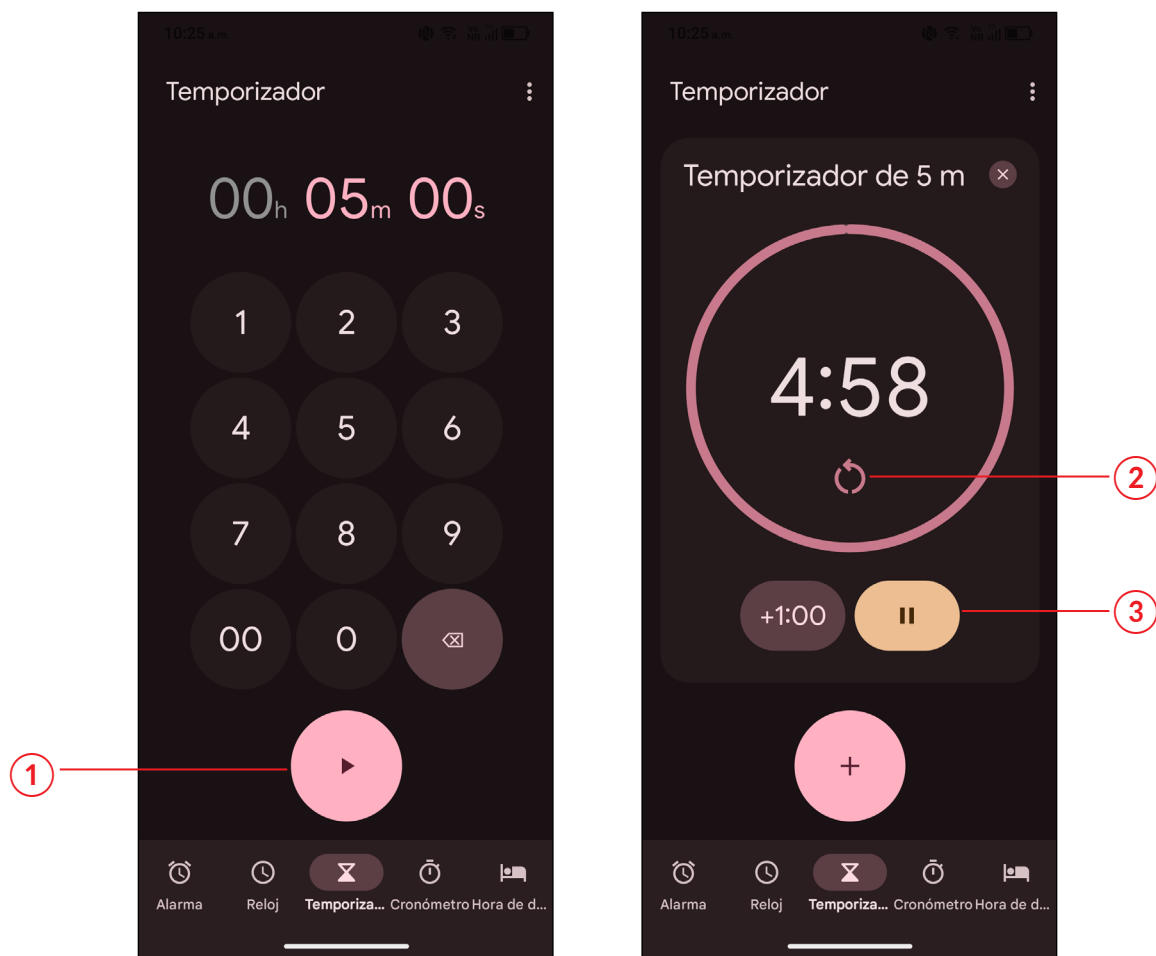 10:25 a.m.
Temporizador
00h 05m 00s
1 2 3
4 5 6
7 8 9
00 0
1
Alarma Reloj Temporiza... Cronómetro Hora de d...
10:25 a.m.
Temporizador
Temporizador de 5 m
4:58
2
+1:00
3
Alarma Reloj Temporiza... Cronómetro Hora de d...